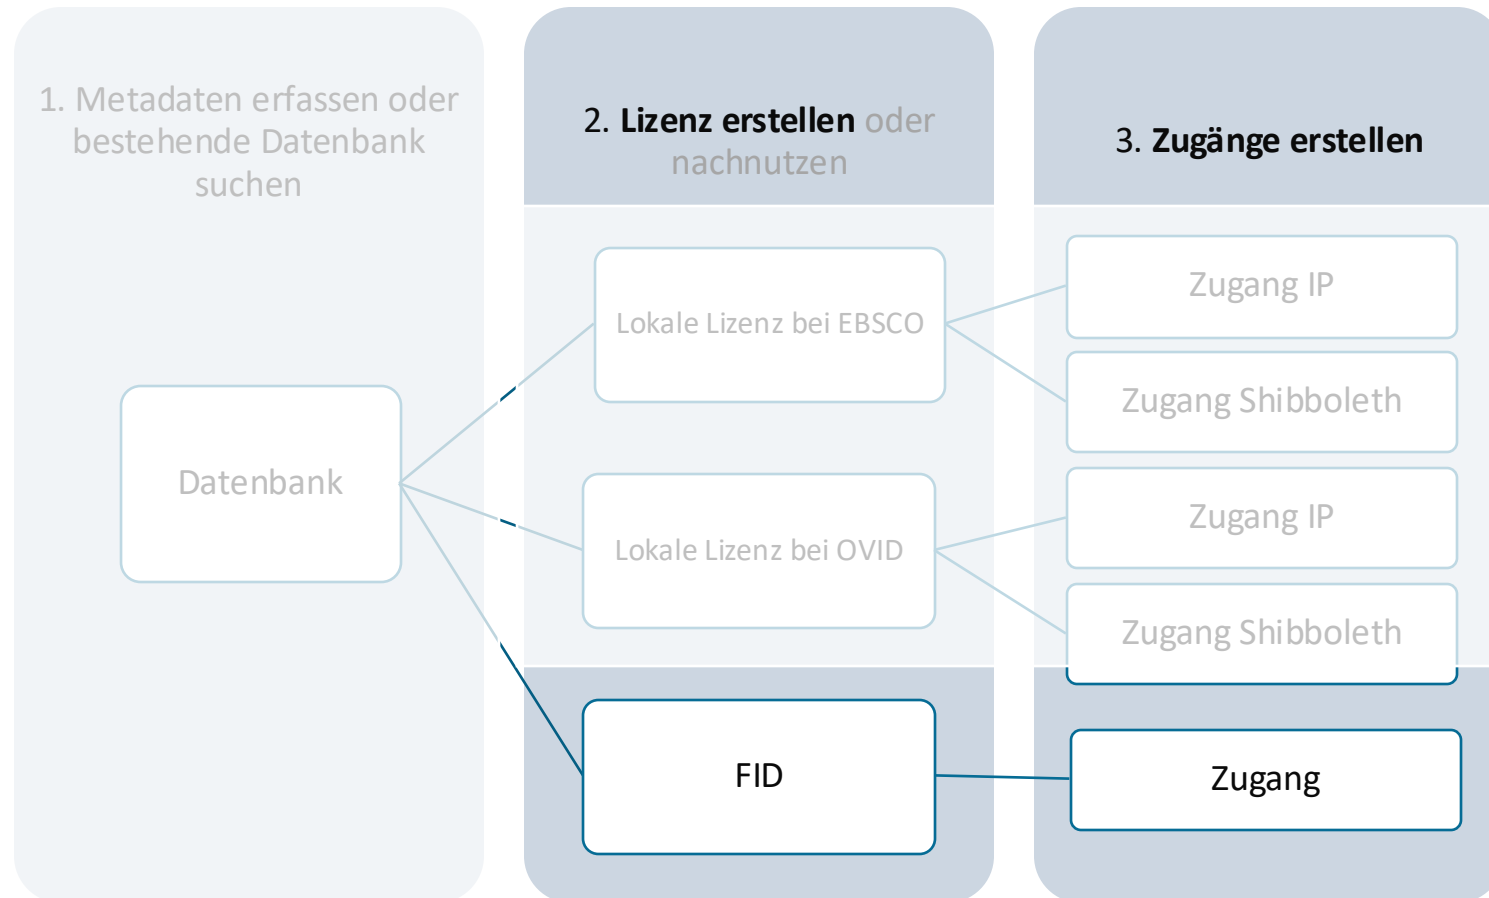 1. Metadaten erfassen oder
bestehende Datenbank
suchen
Datenbank
2. Lizenz erstellen oder
nachnutzen
Lokale Lizenz bei EBSCO
Lokale Lizenz bei OVID
FID
3. Zugänge erstellen
Zugang IP
Zugang Shibboleth
Zugang IP
Zugang Shibboleth
Zugang